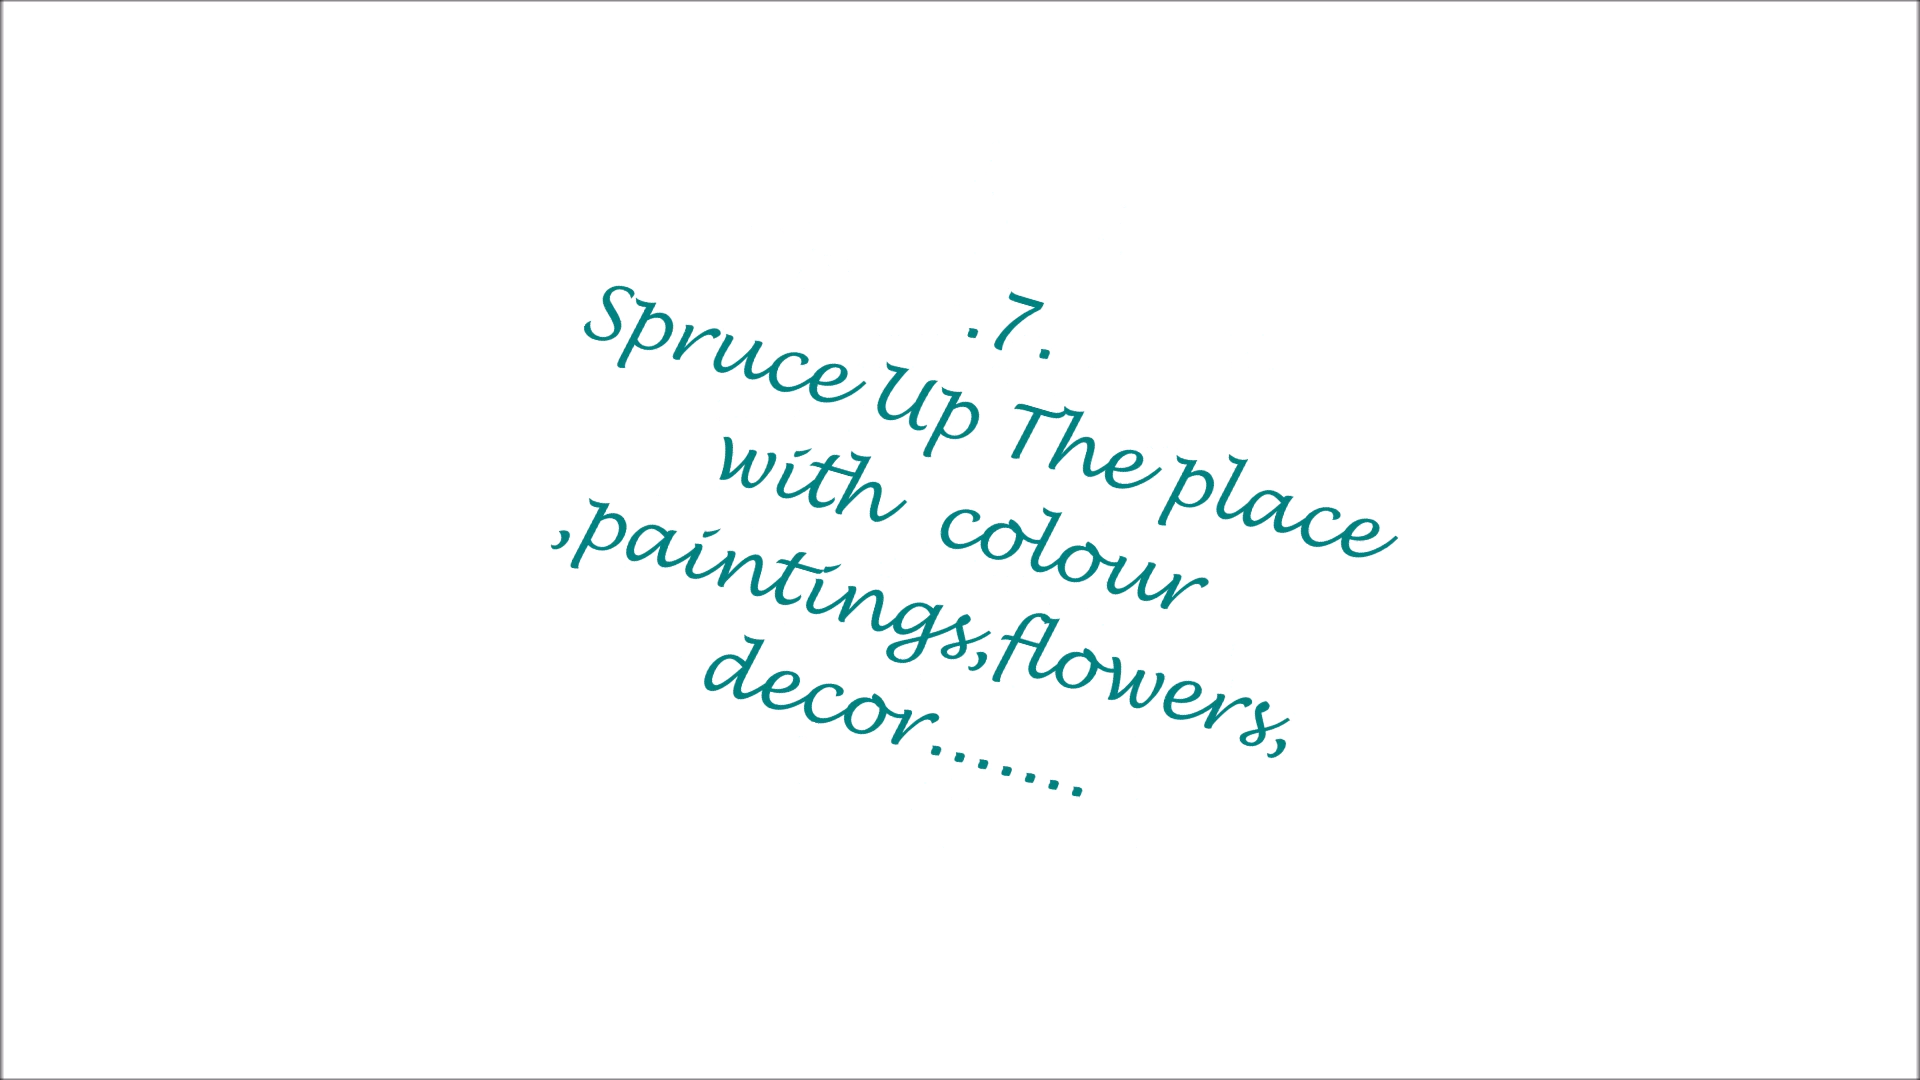 .7.
Spruce Up The place
with colour
,paintings,flowers,
decor.......